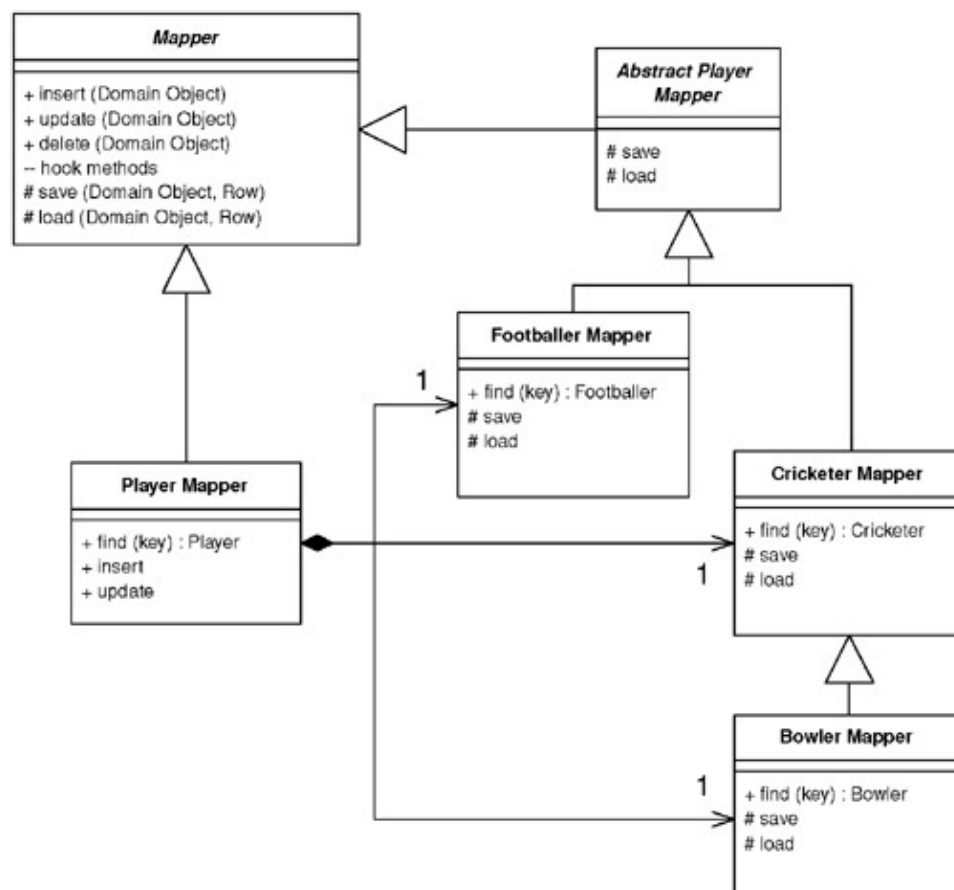 Mapper
+ insert (Domain Object)
+ update (Domain Object)
+ delete (Domain Object)
-- hook methods
# save (Domain Object, Row)
# load (Domain Object, Row)
Abstract Player
Mapper
# save
# load
Footballer Mapper
+ find (key) : Footballer
# save
# load
1
Player Mapper
+ find (key) : Player
+ insert
+ update
Cricketer Mapper
+ find (key) : Cricketer
# save
# load
1
Bowler Mapper
+ find (key) : Bowler
# save
# load
1